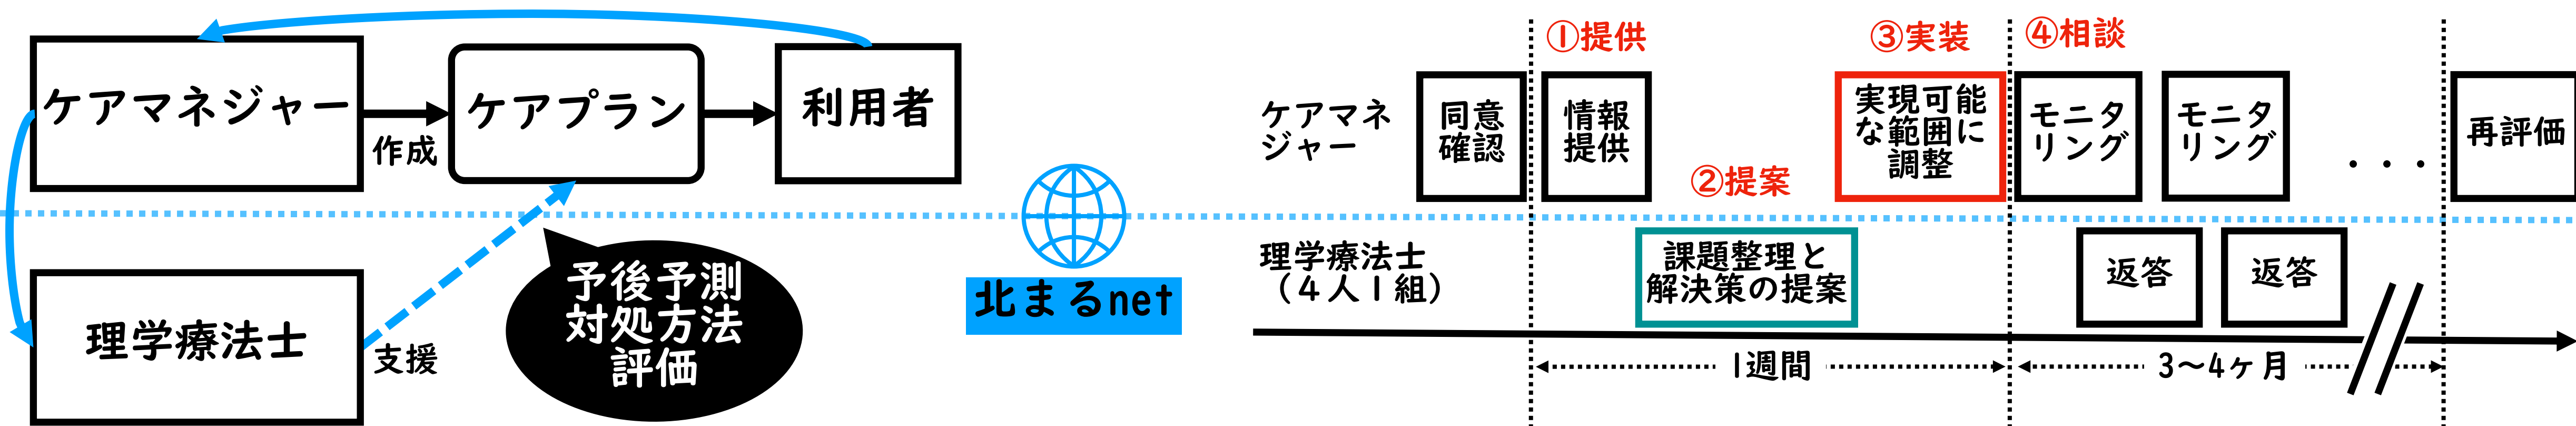 ケアマネジャー
作成
ケアプラン
利用者
理学療法士
支援
予後予測
対処方法
評価
北まるnet
ケアマネ
ジャー
同意
確認
①提供
情報
提供
②提案
③実装
実現可能
な範囲に
調整
④相談
モニタ
リング
モニタ
リング
・・・
再評価
理学療法士
（４人１組）
課題整理と
解決策の提案
返答
返答
1週間
3〜4ヶ月